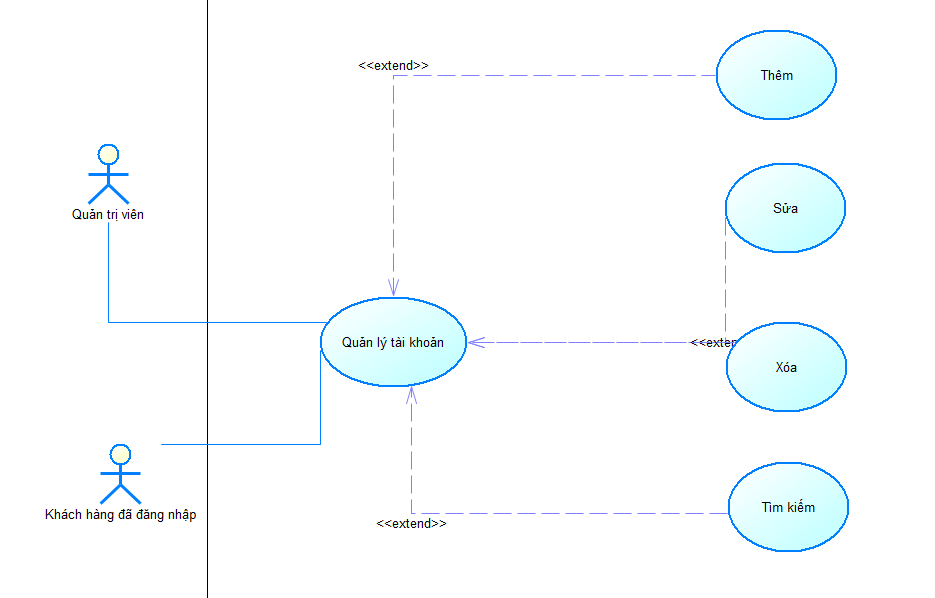 <<extend>>
Thêm
Quản trị viên
Sửa
Quản lý tài khoản
<<exten
Xóa
Khách hàng đã đăng nhập
<<extend>>
Tìm kiếm